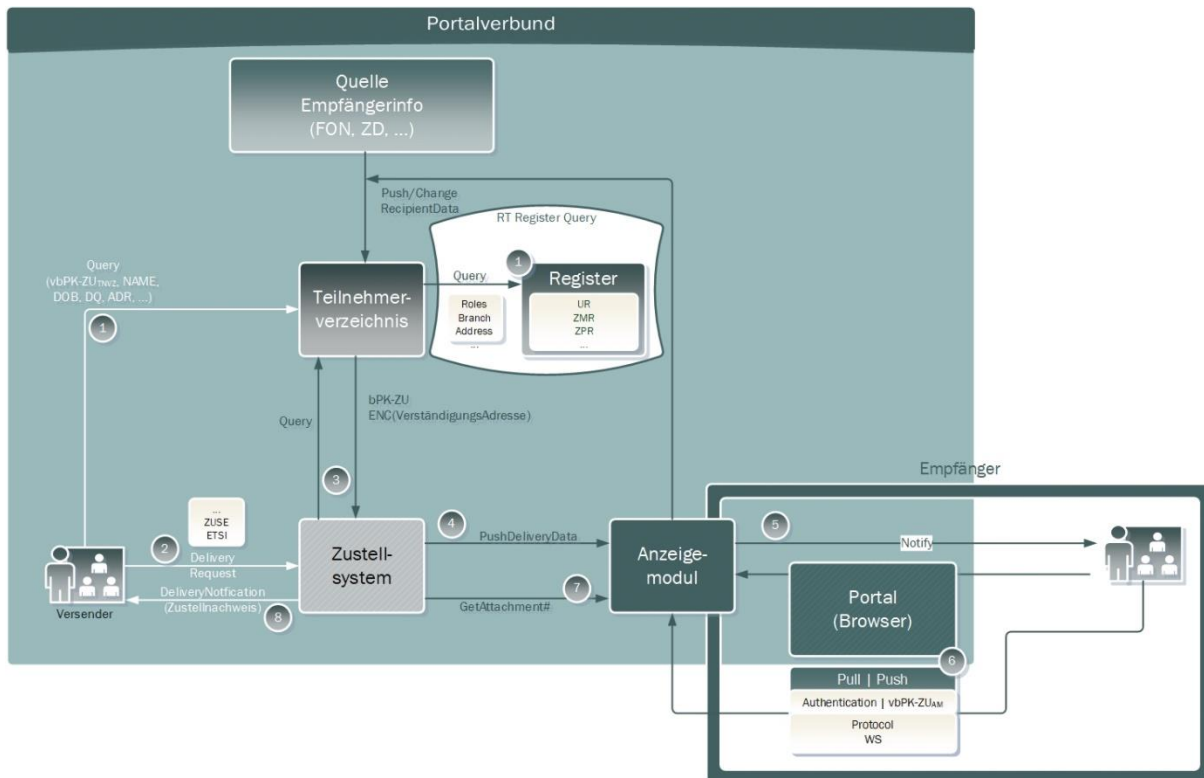 Portalverbund
Quelle
Empfängerinfo
(FON, ZD, ...)
Push/Change
RecipientData
RT Register Query
Query
(vbPK-ZUTNVZ, NAME,
DOB, DQ, ADR, ...)
1
Teilnehmer-
verzeichnis
Query
1
Register
Roles
Branch
Address
...
UR
ZMR
ZPR
...
bPK-ZU
ENC(VerständigungsAdresse)
Query
3
Empfänger
...
ZUSE
ETSI
2
Delivery
Request
DeliveryNotfication
(Zustellnachweis)
8
Versender
Zustell-
system
4
PushDeliveryData
7
GetAttachment#
Anzeige-
modul
5
Notify
Portal
(Browser)
6
Pull | Push
Authentication | vbPK-ZUAM
Protocol
WS